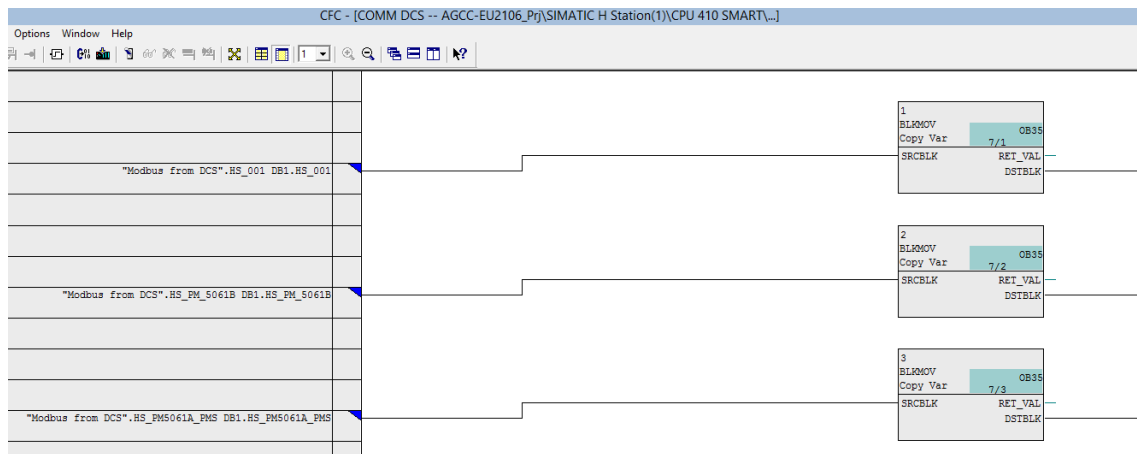 CFC - [COMM DCS -- AGCC-EU2106_Prj\SIMATIC H Station(1)\CPU 410 SMART\...]
Options Window Help
1
1
BLKMOV
Copy Var
OB35
7/1
"Modbus from DCS".HS_001 DB1.HS_001
SRCBLK RET_VAL
DSTBLK
2
BLKMOV
Copy Var
OB35
7/2
"Modbus from DCS".HS_PM_5061B DB1.HS_PM_5061B
SRCBLK RET_VAL
DSTBLK
3
BLKMOV
Copy Var
OB35
7/3
"Modbus from DCS".HS_PM5061A_PMS DB1.HS_PM5061A_PMS
SRCBLK RET_VAL
DSTBLK